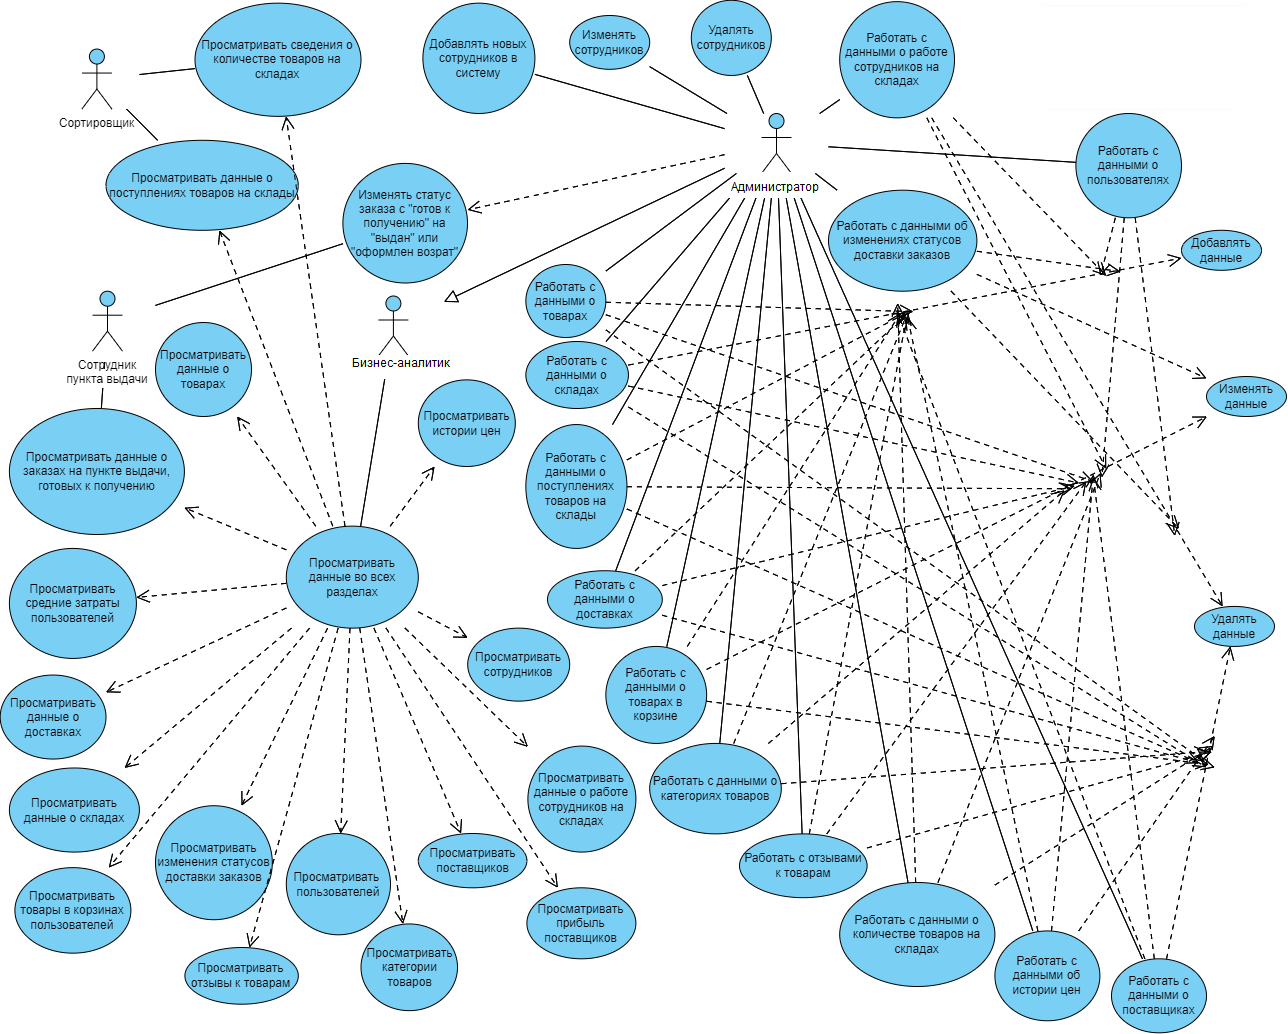 Просматривать сведения о
количестве товаров на
складах
Добавлять новых
сотрудников в
систему
Изменять
сотрудников
Удалять
сотрудников
Работать с
данными о работе
сотрудников на
складах
Сортировщик
Работать с
данными о
пользователях
Просматривать данные о
поступлениях товаров на склады
Изменять статус
заказа с "готов к
получению" на
"выдан" или
"оформлен возрат"
Администратор
Работать с данными об
изменениях статусов
доставки заказов
Добавлять
данные
Работать с
данными о
товарах
Сотрудник
пункта выдачи
Просматривать
данные о
товарах
Бизнес-аналитик
Работать с
данными о
складах
Изменять
данные
Просматривать
истории цен
Просматривать данные о
заказах на пункте выдачи,
готовых к получению
Работать с
данными о
поступлениях
товаров на
склады
Просматривать
данные во всех
разделах
Просматривать
средние затраты
пользователей
Работать с
данными о
доставках
Удалять
данные
Просматривать
сотрудников
Работать с
данными о
товарах в
корзине
Просматривать
данные о
доставках
Просматривать
данные о складах
Просматривать
данные о работе
сотрудников на
складах
Работать с данными о
категориях товаров
Просматривать
изменения статусов
доставки заказов
Просматривать
пользователей
Просматривать
поставщиков
Работать с отзывами
к товарам
Просматривать
товары в корзинах
пользователей
Просматривать
прибыль
поставщиков
Работать с данными о
количестве товаров на
складах
Просматривать
отзывы к товарам
Просматривать
категории
товаров
Работать с
данными об
истории цен
Работать с
данными о
поставщиках